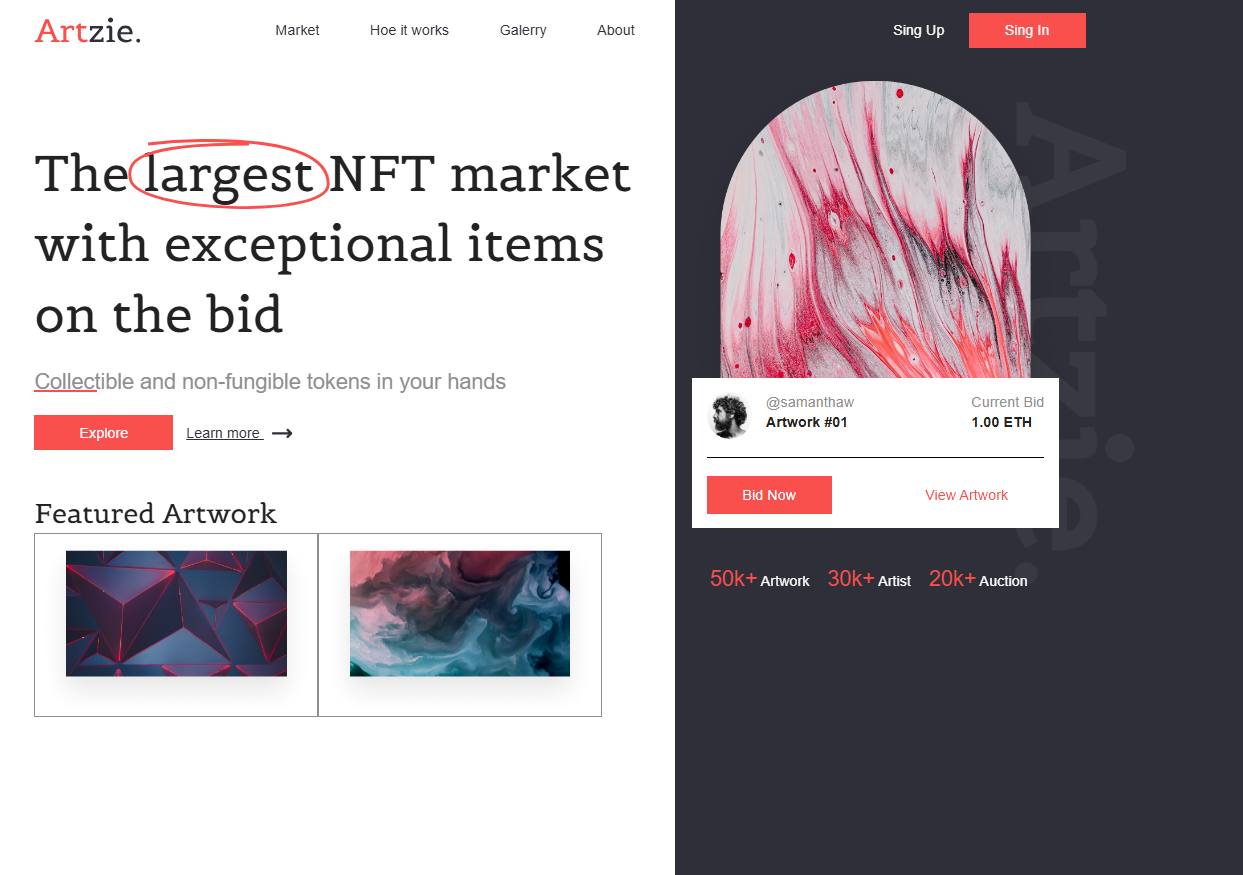 Artzie.
Market
Hoe it works
Galerry
About
Sing Up
Sing In
The largest NFT market
with exceptional items
on the bid
Collectible and non-fungible tokens in your hands
Explore
Learn more
Featured Artwork
Artzie.
@samanthaw
Current Bid
Artwork #01
1.00 ETH
Bid Now
View Artwork
50k+ Artwork
30k+ Artist
20k+ Auction